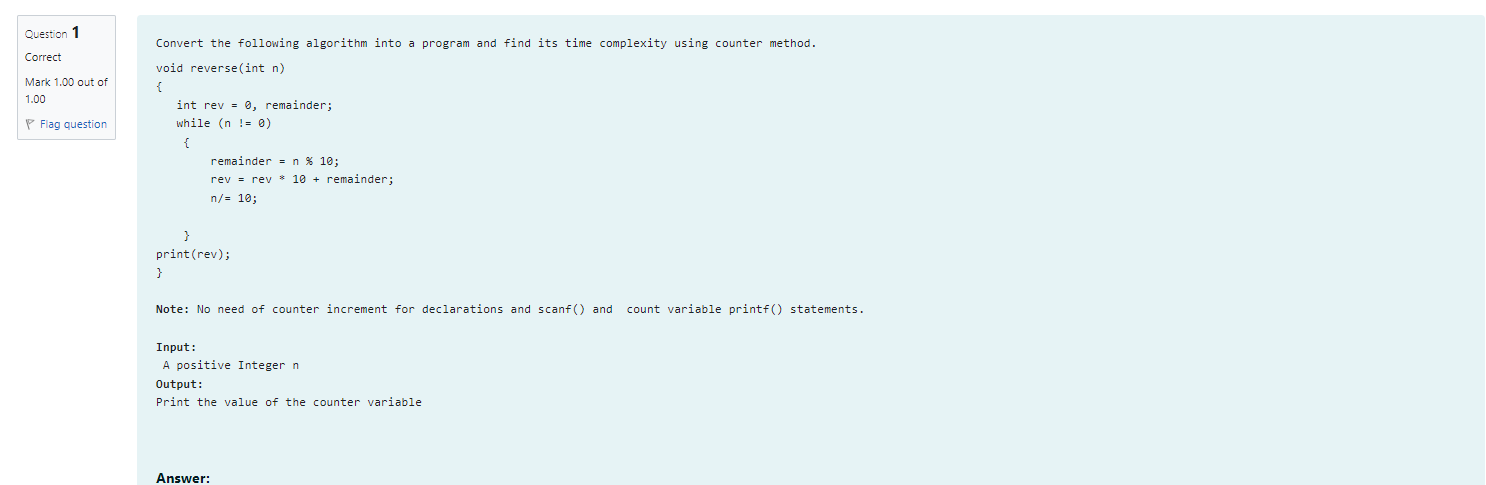 Question 1
Correct
Mark 1.00 out of
1.00
Flag question
Convert the following algorithm into a program and find its time complexity using counter method.
void reverse(int n)
{
int rev = 0, remainder;
while (n != 0)
{
remainder = n % 10;
rev = rev * 10 + remainder;
n/= 10;
}
print(rev);
}
Note: No need of counter increment for declarations and scanf() and count variable printf() statements.
Input:
A positive Integer n
Output:
Print the value of the counter variable
Answer: